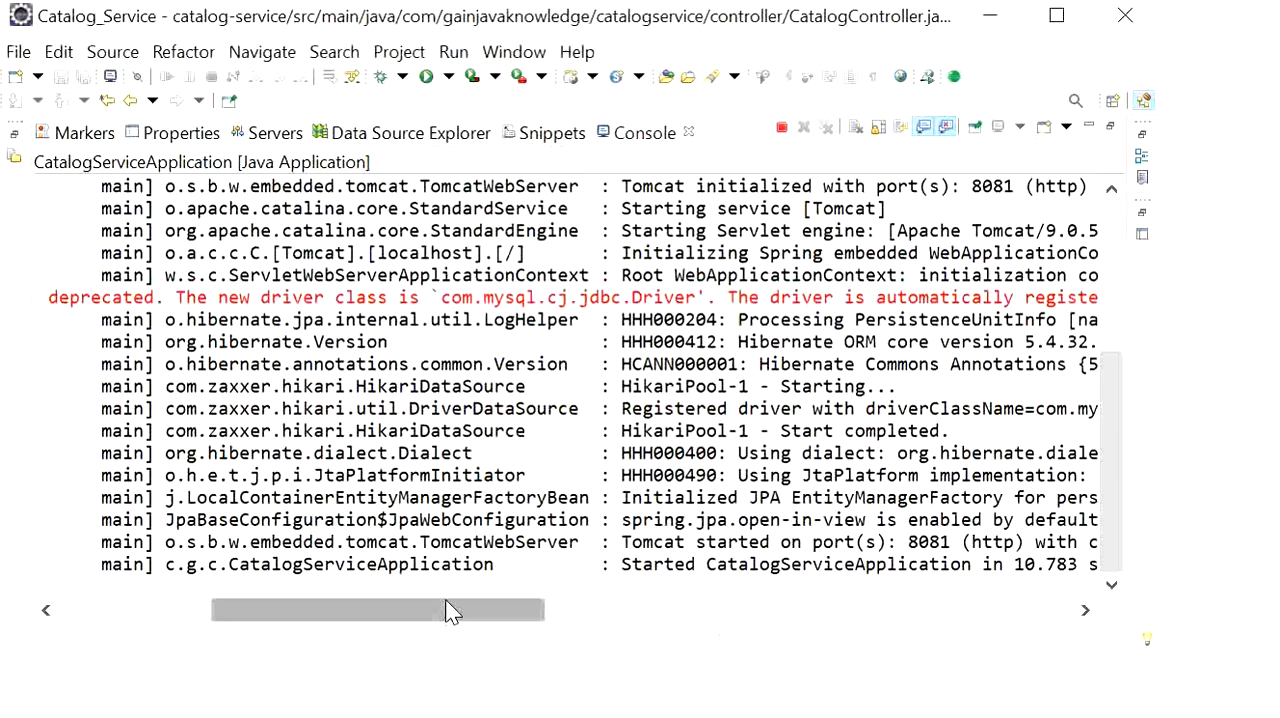 Catalog_Service - catalog-service/src/main/java/com/gainjavaknowledge/catalogservice/controller/CatalogController.ja...
File Edit Source Refactor Navigate Search Project Run Window Help
Markers Properties Servers Data Source Explorer Snippets Console
CatalogServiceApplication [Java Application]
main] o.s.b.w.embedded.tomcat.TomcatWebServer : Tomcat initialized with port(s): 8081 (http)
main] o.apache.catalina.core.StandardService : Starting service [Tomcat]
main] org.apache.catalina.core.StandardEngine : Starting Servlet engine: [Apache Tomcat/9.0.5
main] o.a.c.c.C.[Tomcat].[localhost].[/] : Initializing Spring embedded WebApplicationCo
main] w.s.c.ServletWebServerApplicationContext : Root WebApplicationContext: initialization co
deprecated. The new driver class is `com.mysql.cj.jdbc.Driver'. The driver is automatically registe
main] o.hibernate.jpa.internal.util.LogHelper : HHH000204: Processing PersistenceUnitInfo [na
main] org.hibernate.Version : HHH000412: Hibernate ORM core version 5.4.32.
main] o.hibernate.annotations.common.Version : HCANN000001: Hibernate Commons Annotations {5
main] com.zaxxer.hikari.HikariDataSource : HikariPool-1 - Starting...
main] com.zaxxer.hikari.util.DriverDataSource : Registered driver with driverClassName=com.my
main] com.zaxxer.hikari.HikariDataSource : HikariPool-1 - Start completed.
main] org.hibernate.dialect.Dialect : HHH000400: Using dialect: org.hibernate.diale
main] o.h.e.t.j.p.i.JtaPlatformInitiator : HHH000490: Using JtaPlatform implementation:
main] j.LocalContainerEntityManagerFactoryBean : Initialized JPA EntityManagerFactory for pers
main] JpaBaseConfiguration$JpaWebConfiguration : spring.jpa.open-in-view is enabled by default
main] o.s.b.w.embedded.tomcat.TomcatWebServer : Tomcat started on port(s): 8081 (http) with c
main] c.g.c.CatalogServiceApplication : Started CatalogServiceApplication in 10.783 s